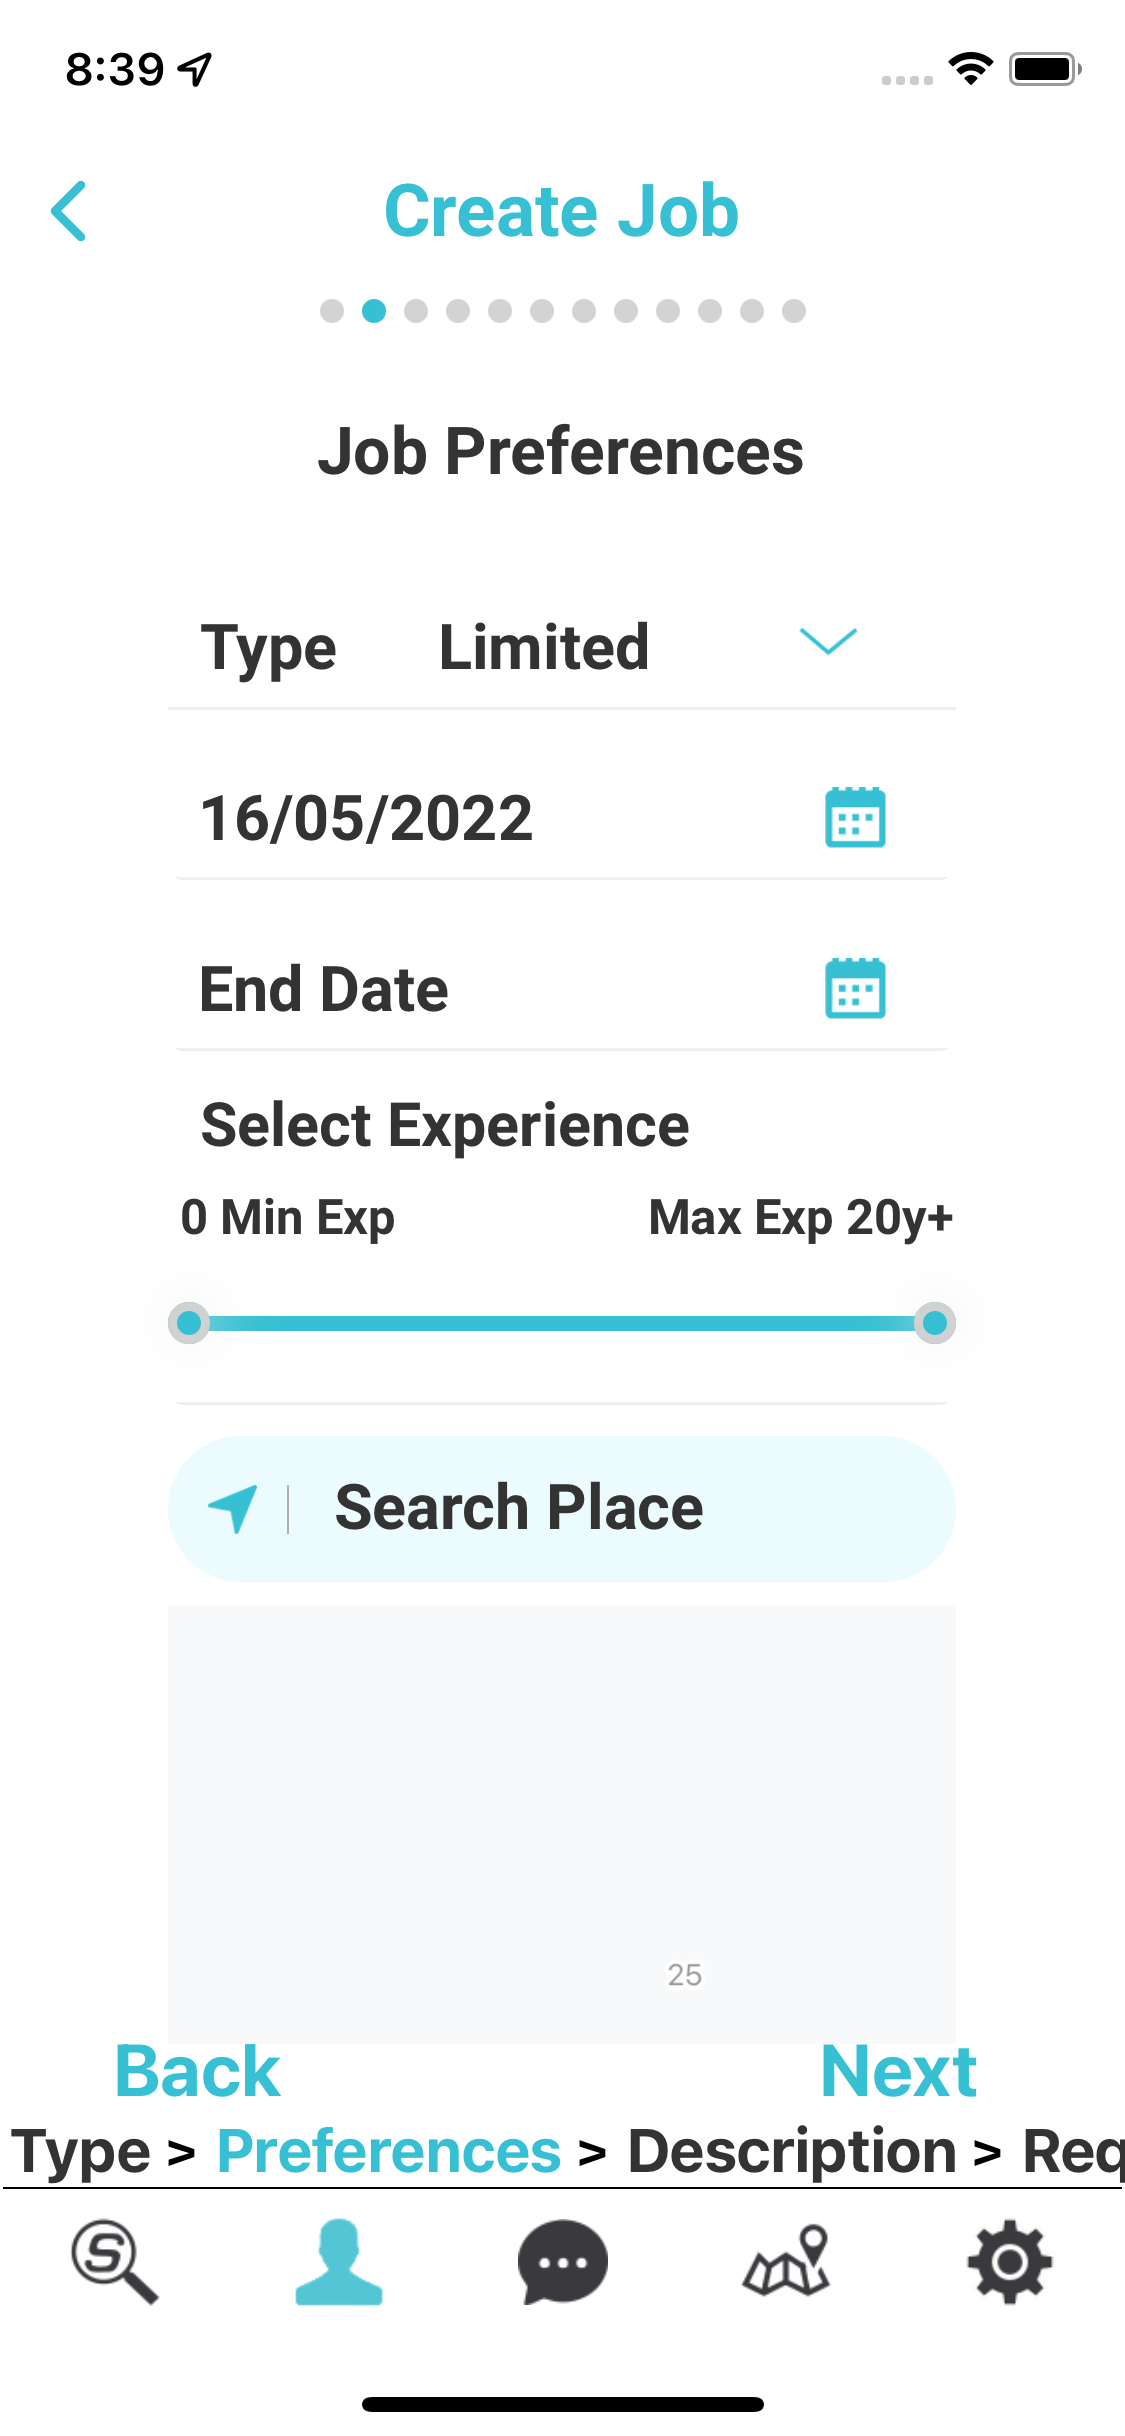 8:39
Create Job
Job Preferences
Type Limited
16/05/2022
End Date
Select Experience
0 Min Exp Max Exp 20y+
Search Place
25
Back Next
Type > Preferences > Description > Req
S